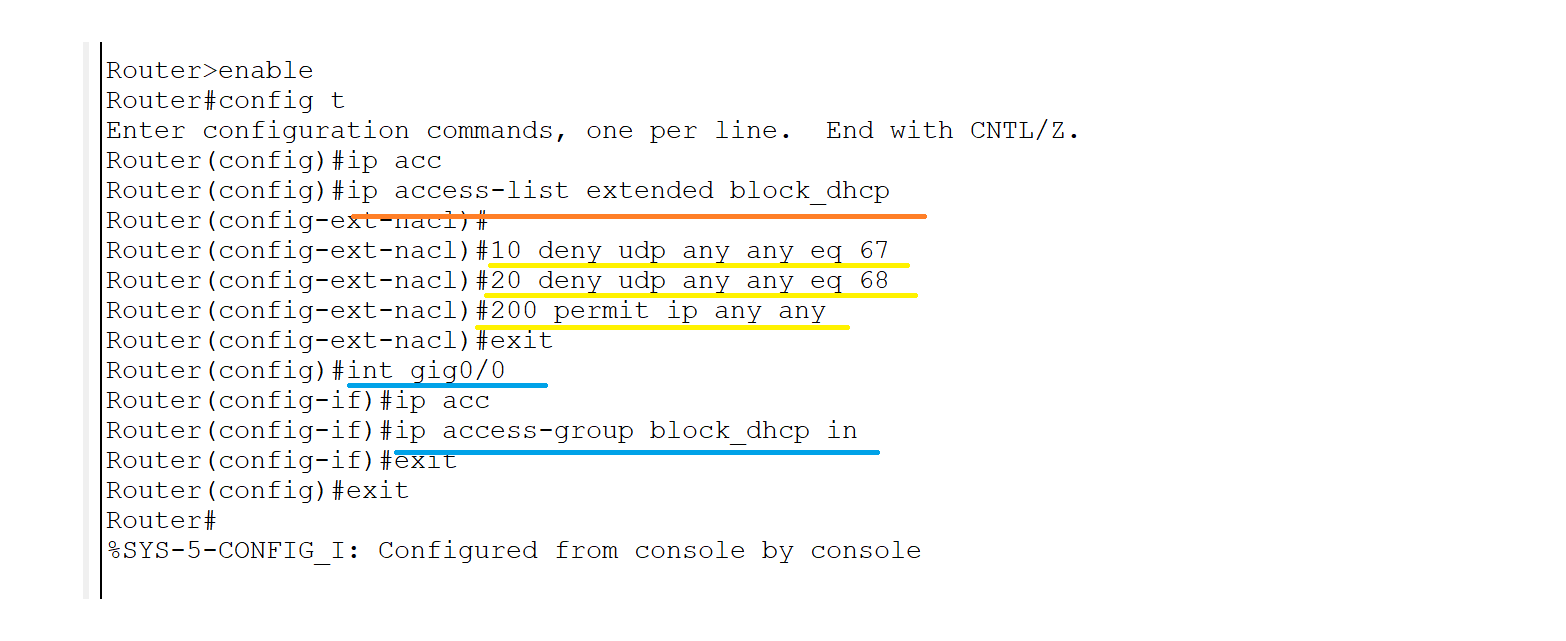 Router>enable
Router#config t
Enter configuration commands, one per line.  End with CNTL/Z.
Router(config)#ip acc
Router(config)#ip access-list extended block_dhcp
Router(config-ext-nacl)#
Router(config-ext-nacl)#10 deny udp any any eq 67
Router(config-ext-nacl)#20 deny udp any any eq 68
Router(config-ext-nacl)#200 permit ip any any
Router(config-ext-nacl)#exit
Router(config)#int gig0/0
Router(config-if)#ip acc
Router(config-if)#ip access-group block_dhcp in
Router(config-if)#exit
Router(config)#exit
Router#
%SYS-5-CONFIG_I: Configured from console by console